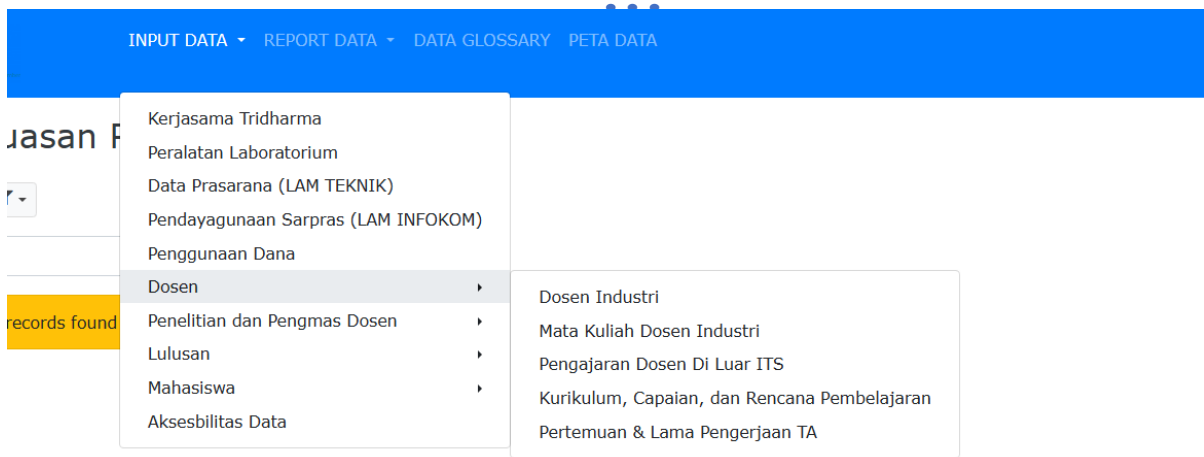 INPUT DATA REPORT DATA DATA GLOSSARY PETA DATA
uasan P
Kerjasama Tridharma
Peralatan Laboratorium
Data Prasarana (LAM TEKNIK)
Pendayagunaan Sarpras (LAM INFOKOM)
Penggunaan Dana
Dosen
records found
Penelitian dan Pengmas Dosen
Lulusan
Mahasiswa
Aksesbilitas Data
Dosen Industri
Mata Kuliah Dosen Industri
Pengajaran Dosen Di Luar ITS
Kurikulum, Capaian, dan Rencana Pembelajaran
Pertemuan & Lama Pengerjaan TA